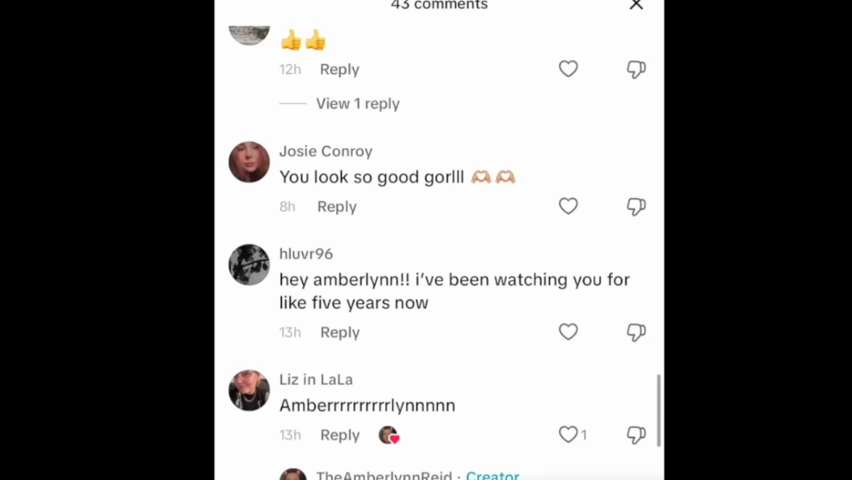 43 comments
👍👍
12h Reply
View 1 reply
Josie Conroy
You look so good gorlll 🫶🏼🫶🏼
8h Reply
hluvr96
hey amberlynn!! i've been watching you for
like five years now
13h Reply
Liz in LaLa
Amberrrrrrrrrrlynnnnn
13h Reply 1
TheAmberlynnReid · Creator